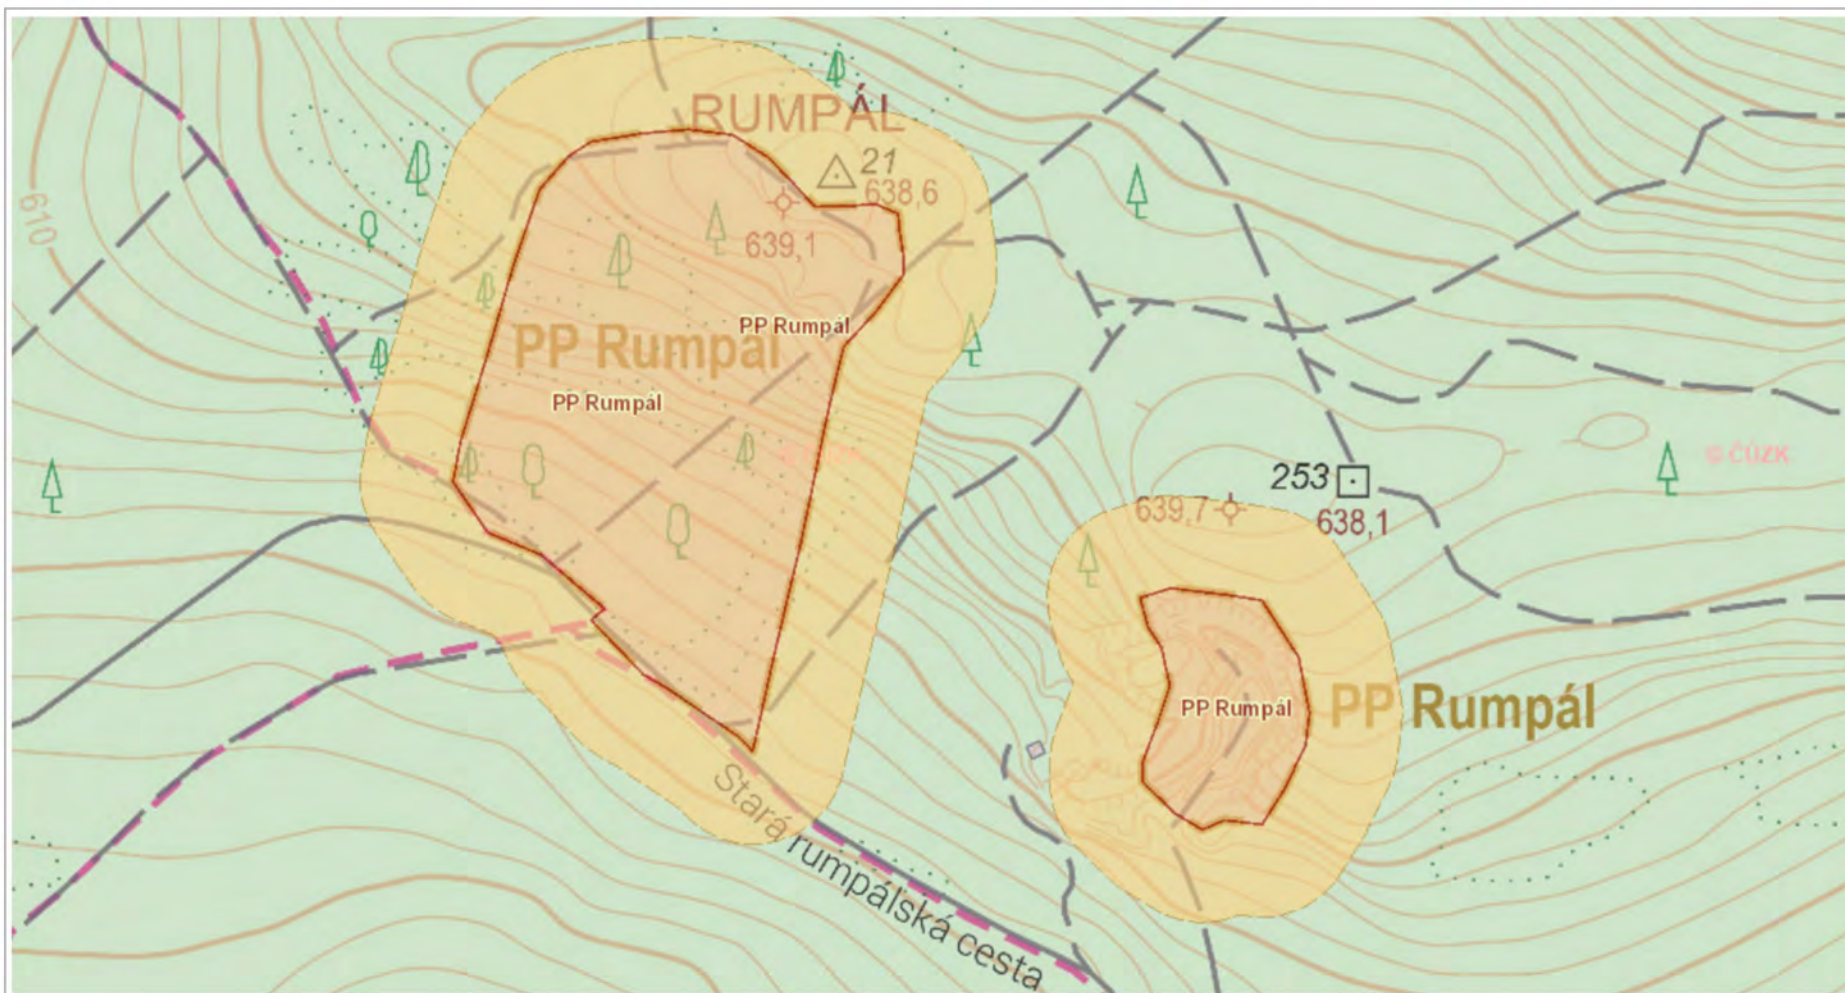 RUMPÁL
21
638,6
610
639,1
PP Rumpál
PP Rumpál
PP Rumpál
© ČÚZK
© ČÚZK
253
639,7
638,1
PP Rumpál
PP Rumpál
Stará rumpálská cesta